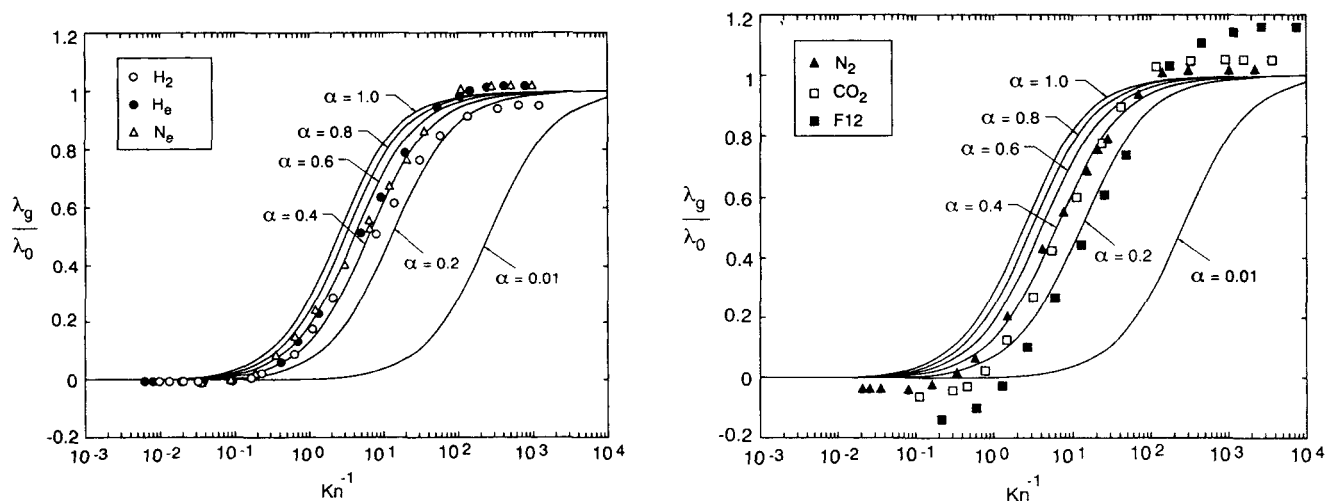 1.2
1
0.8
0.6
0.4
0.2
0
-0.2
λg
λ0
H2
He
Ne
α = 1.0
α = 0.8
α = 0.6
α = 0.4
α = 0.2
α = 0.01
10-3 10-2 10-1 100 101 102 103 104
Kn-1
1.2
1.0
0.8
0.6
0.4
0.2
0
-0.2
λg
λ0
N2
CO2
F12
α = 1.0
α = 0.8
α = 0.6
α = 0.4
α = 0.2
α = 0.01
10-3 10-2 10-1 100 101 102 103 104
Kn-1